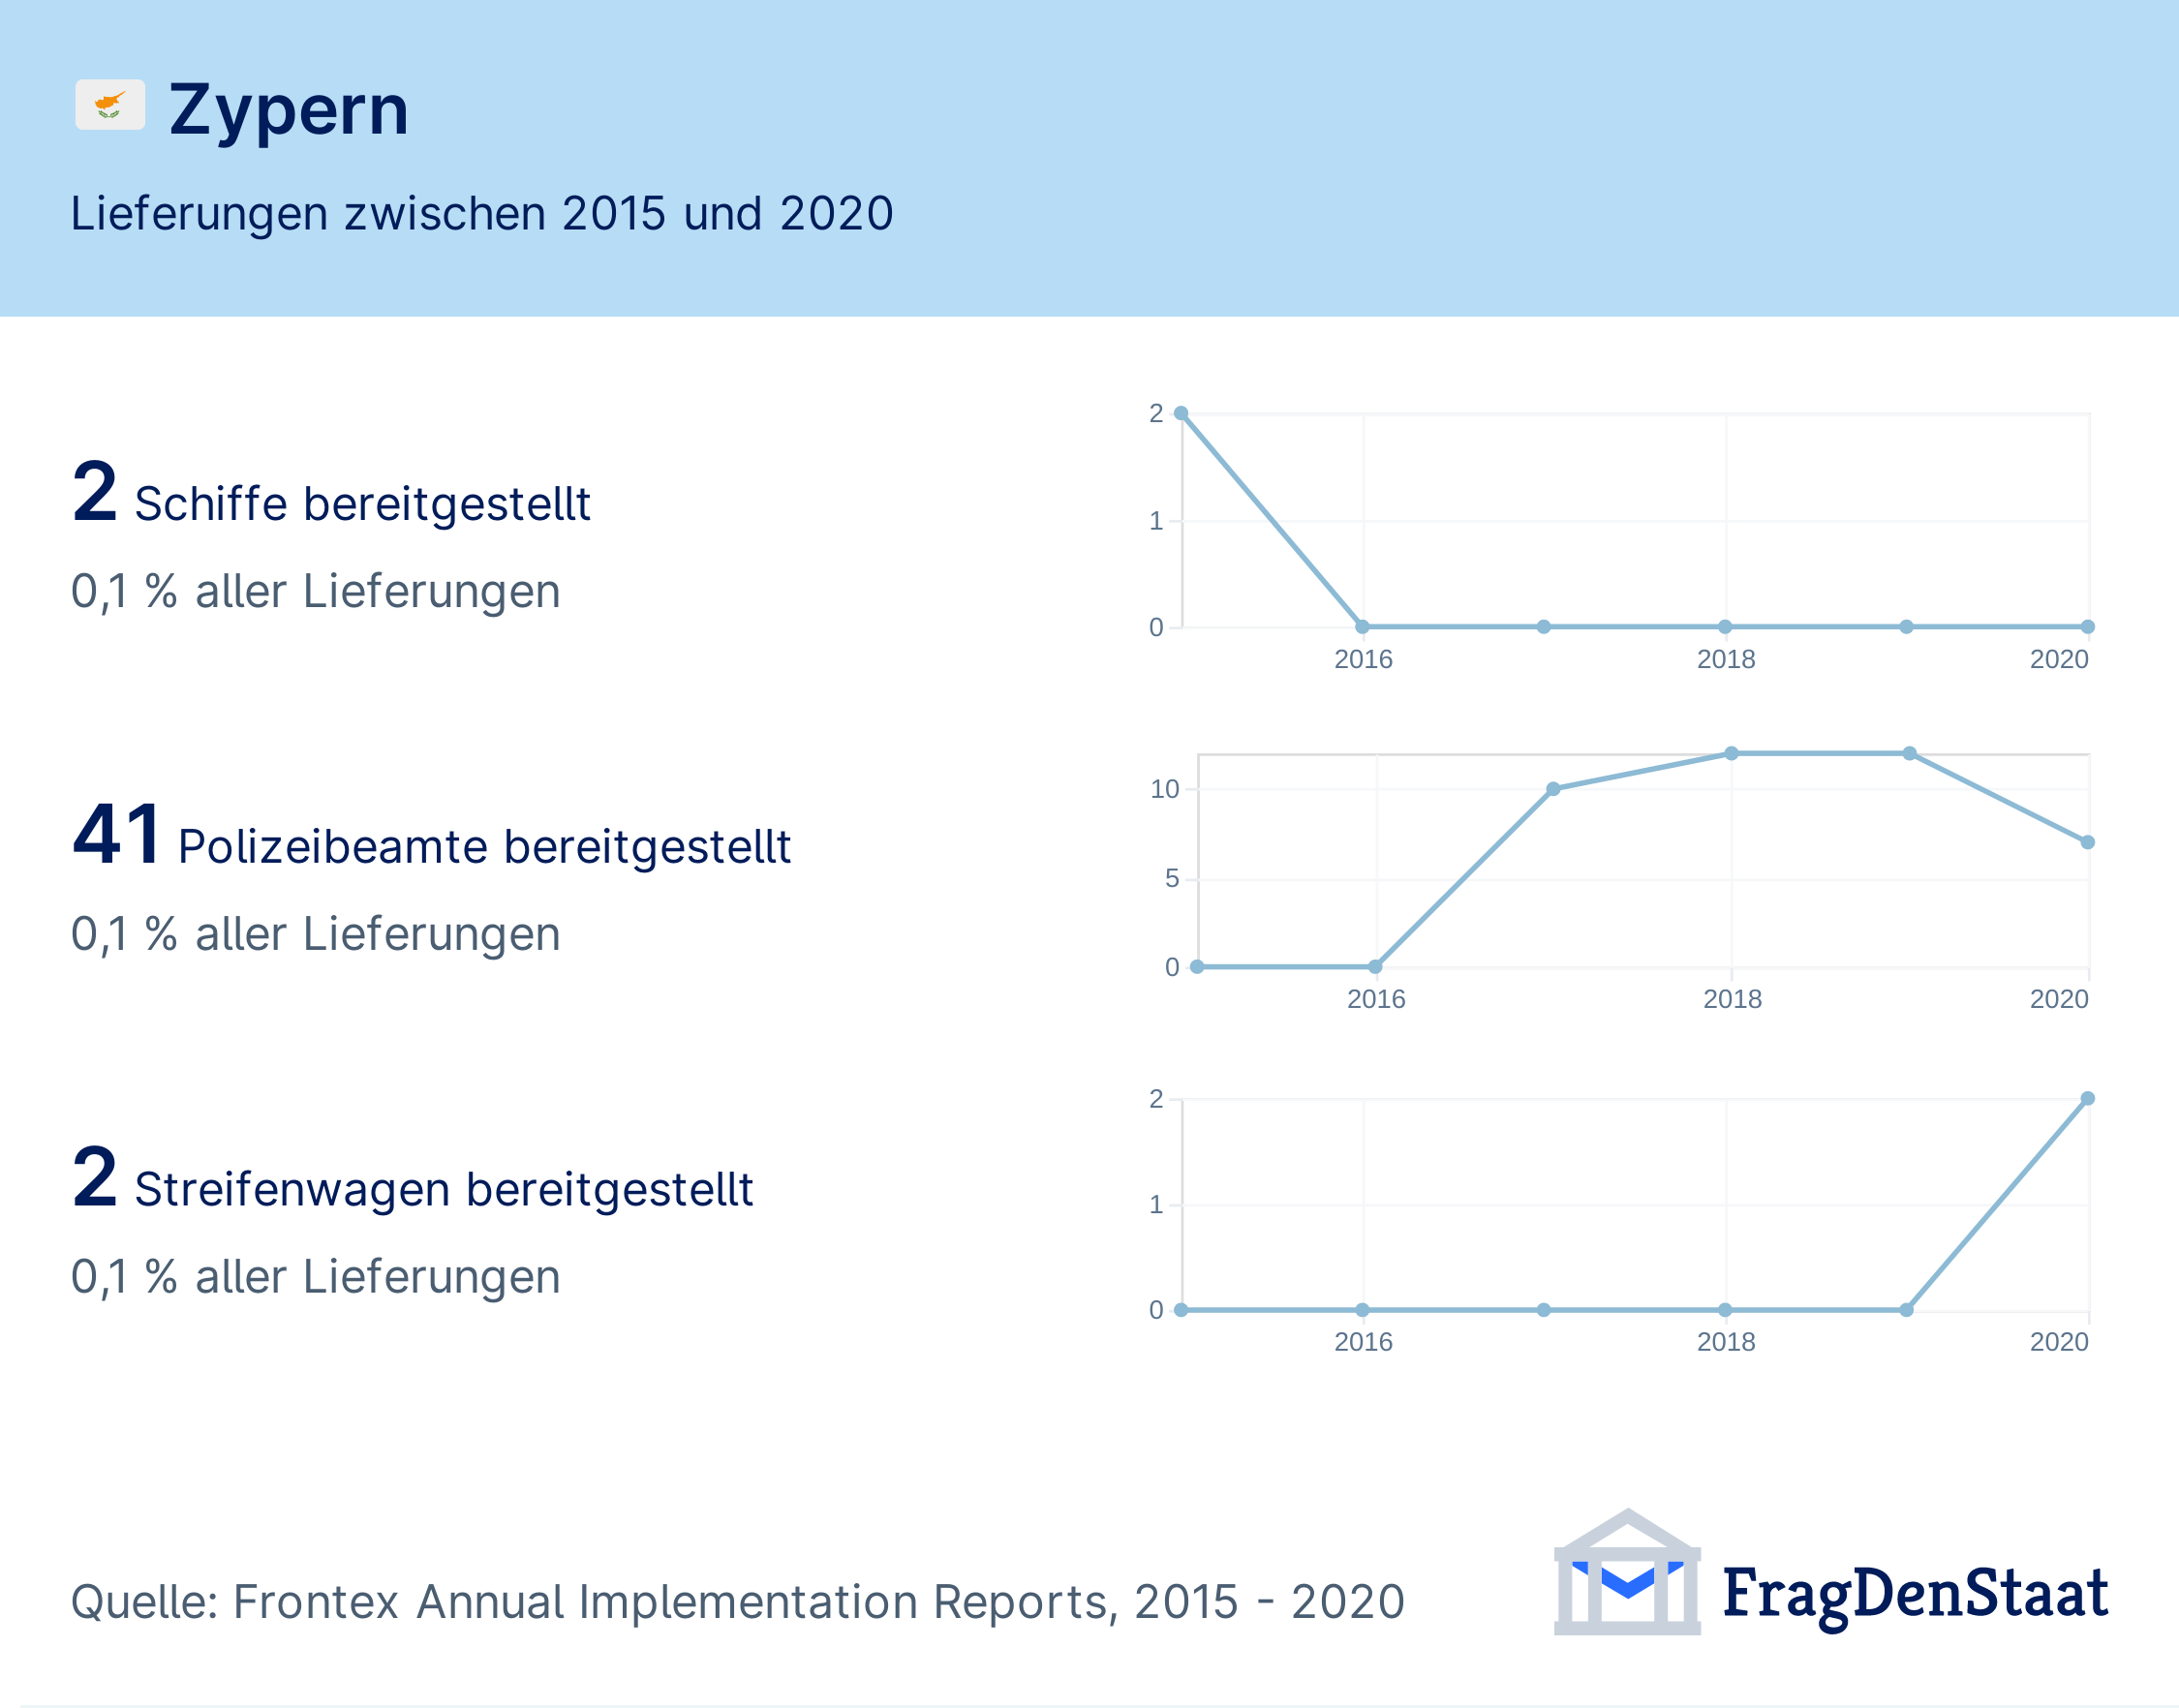 Zypern
Lieferungen zwischen 2015 und 2020
2 Schiffe bereitgestellt
0,1 % aller Lieferungen
2
1
0
2016 2018 2020
41 Polizeibeamte bereitgestellt
0,1 % aller Lieferungen
10
5
0
2016 2018 2020
2 Streifenwagen bereitgestellt
0,1 % aller Lieferungen
2
1
0
2016 2018 2020
Quelle: Frontex Annual Implementation Reports, 2015 - 2020
FragDenStaat